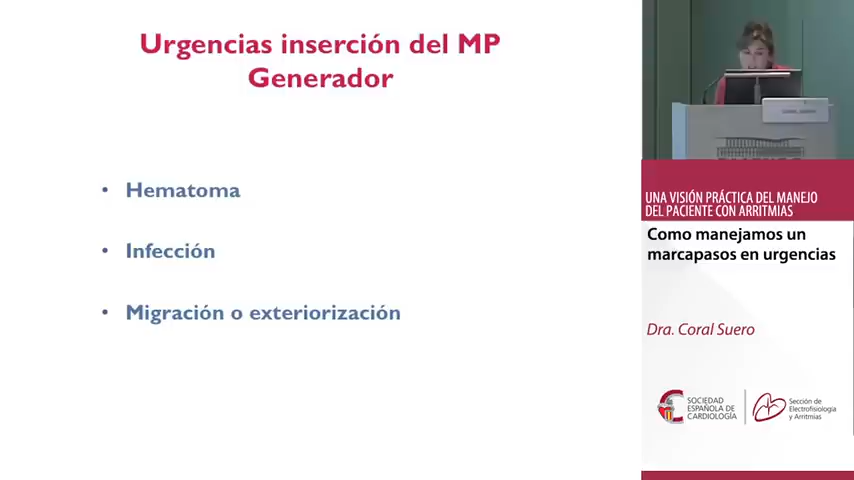 Urgencias inserción del MP
Generador
• Hematoma
• Infección
• Migración o exteriorización
UNA VISIÓN PRÁCTICA DEL MANEJO
DEL PACIENTE CON ARRITMIAS
Como manejamos un
marcapasos en urgencias
Dra. Coral Suero
SOCIEDAD
ESPAÑOLA DE
CARDIOLOGÍA
Sección de
Electrofisiología
y Arritmias